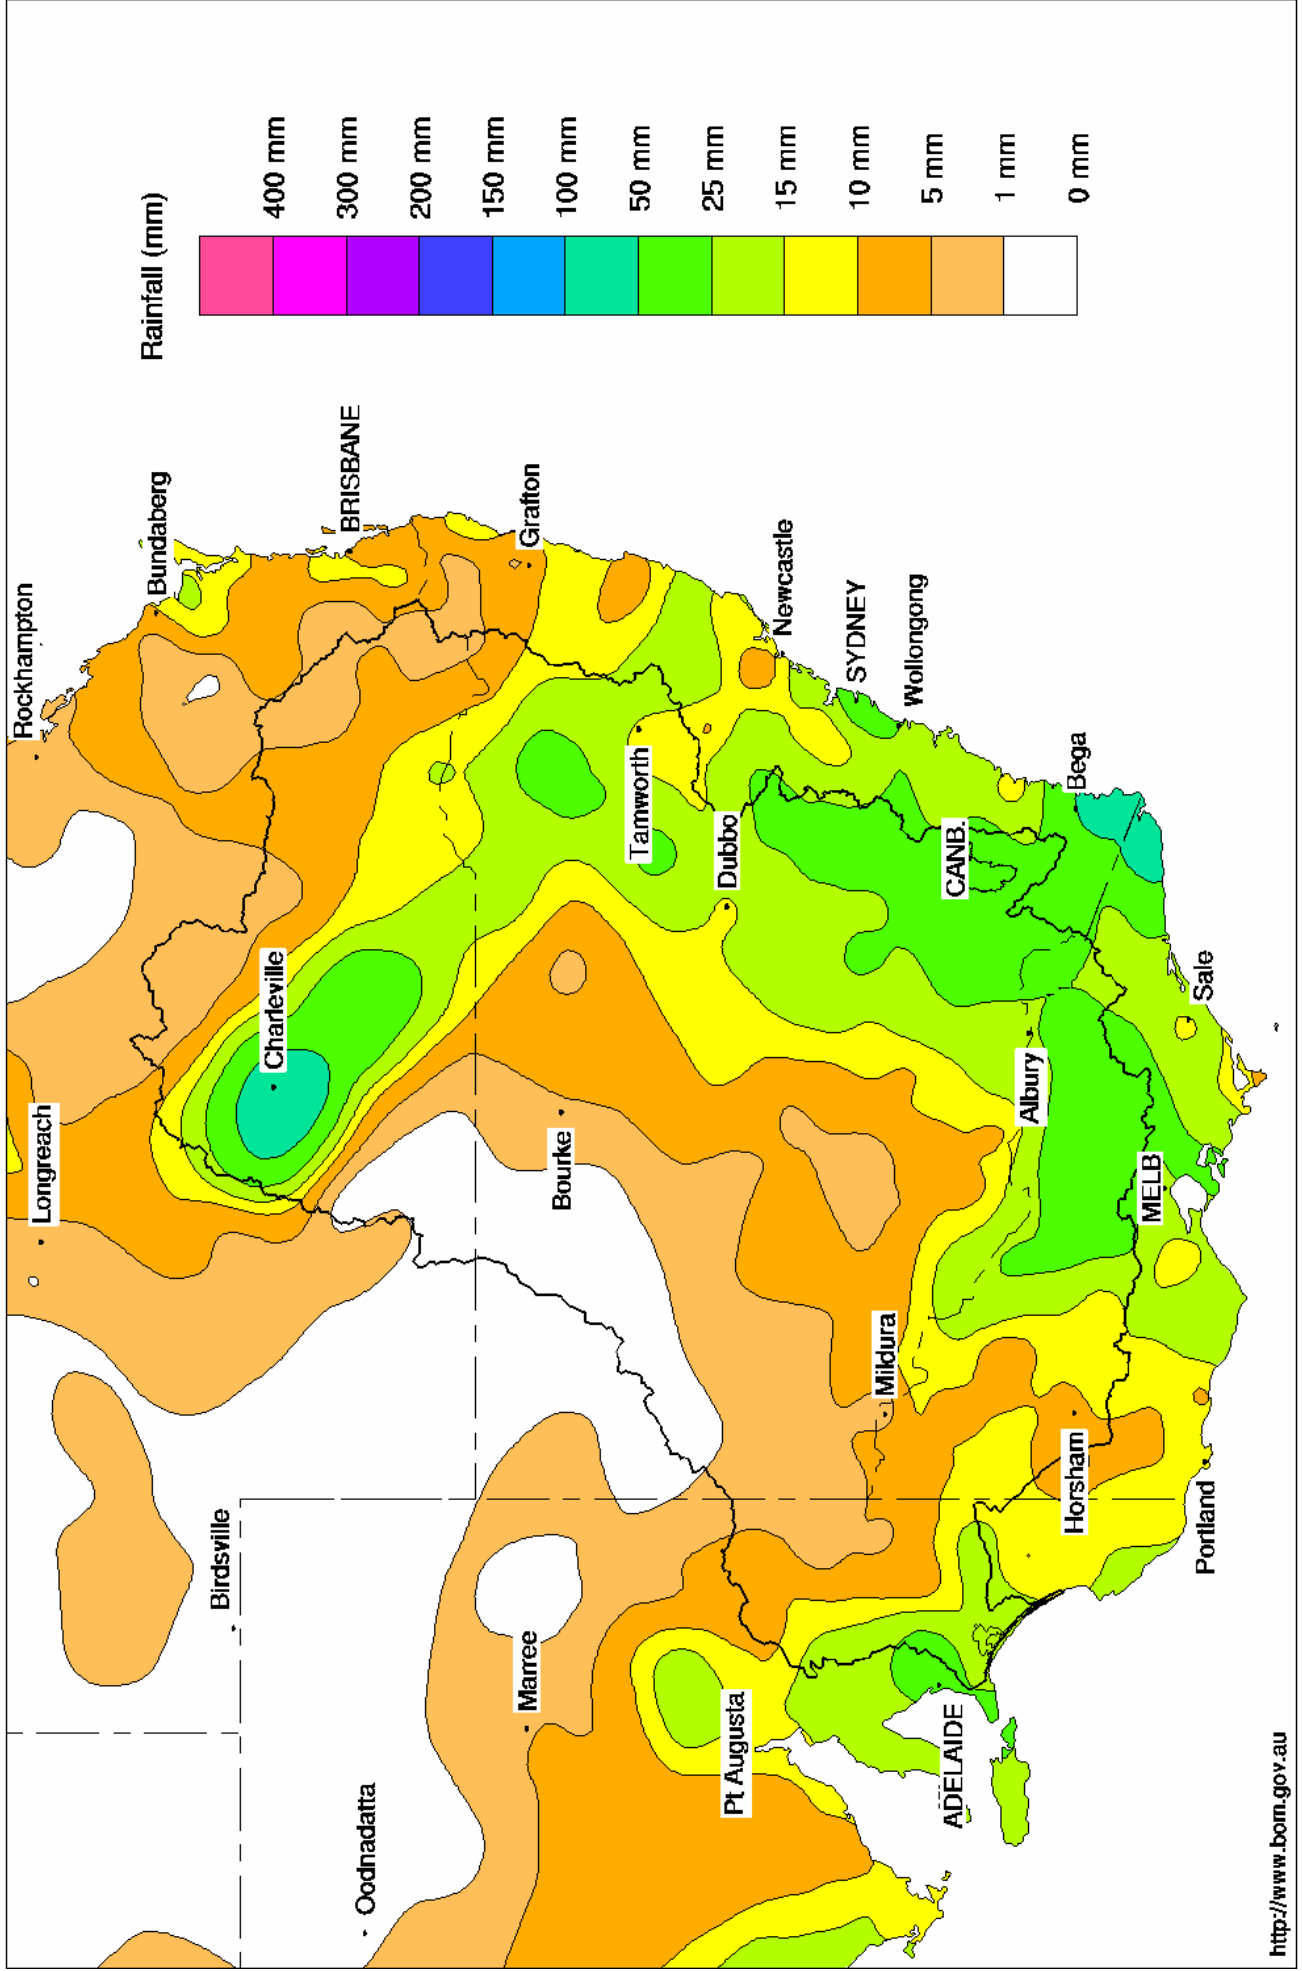 Rockhampton
Longreach
Bundaberg
Birdsville
Charleville
BRISBANE
Oodnadatta
Grafton
Bourke
Marree
Tamworth
Dubbo
Pt Augusta
Newcastle
SYDNEY
Mildura
Wollongong
CANB.
ADELAIDE
Albury
Bega
Horsham
MELB
Sale
Portland
Rainfall (mm)
400 mm
300 mm
200 mm
150 mm
100 mm
50 mm
25 mm
15 mm
10 mm
5 mm
1 mm
0 mm
http://www.bom.gov.au